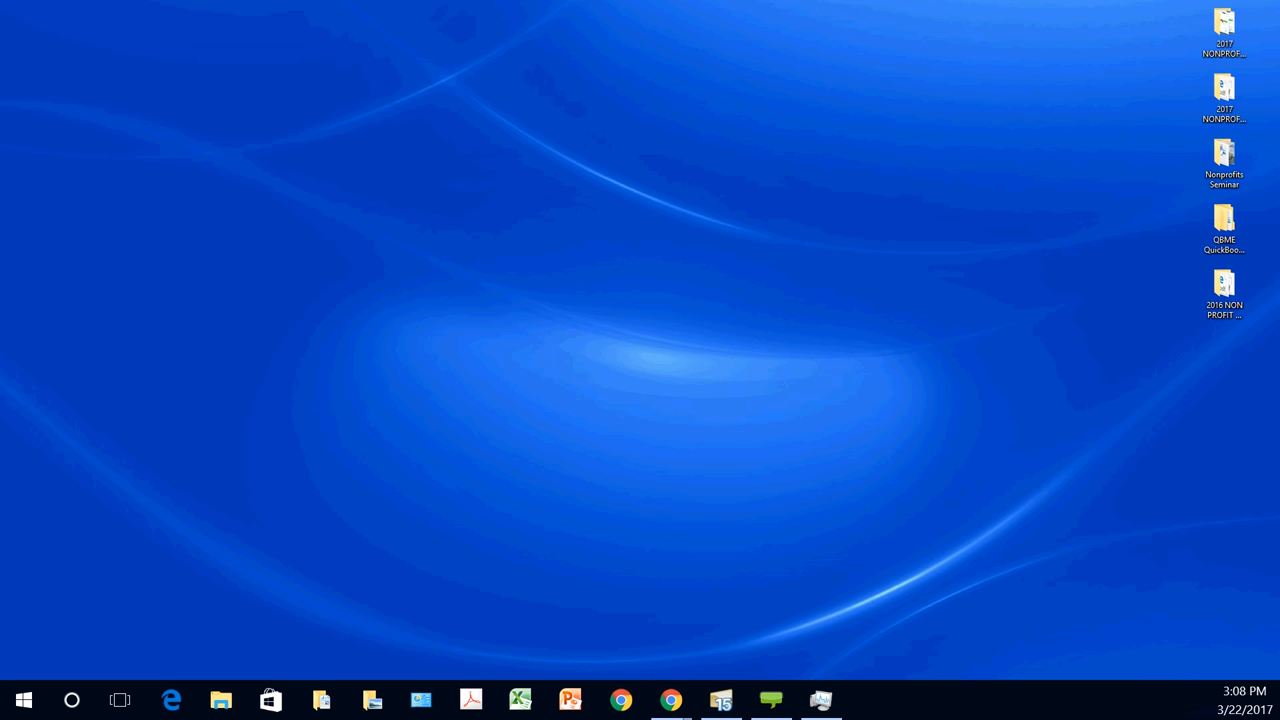 2017
NONPROF...
2017
NONPROF...
Nonprofits
Seminar
QBME
QuickBoo...
2016 NON
PROFIT ...
15
3:08 PM
3/22/2017